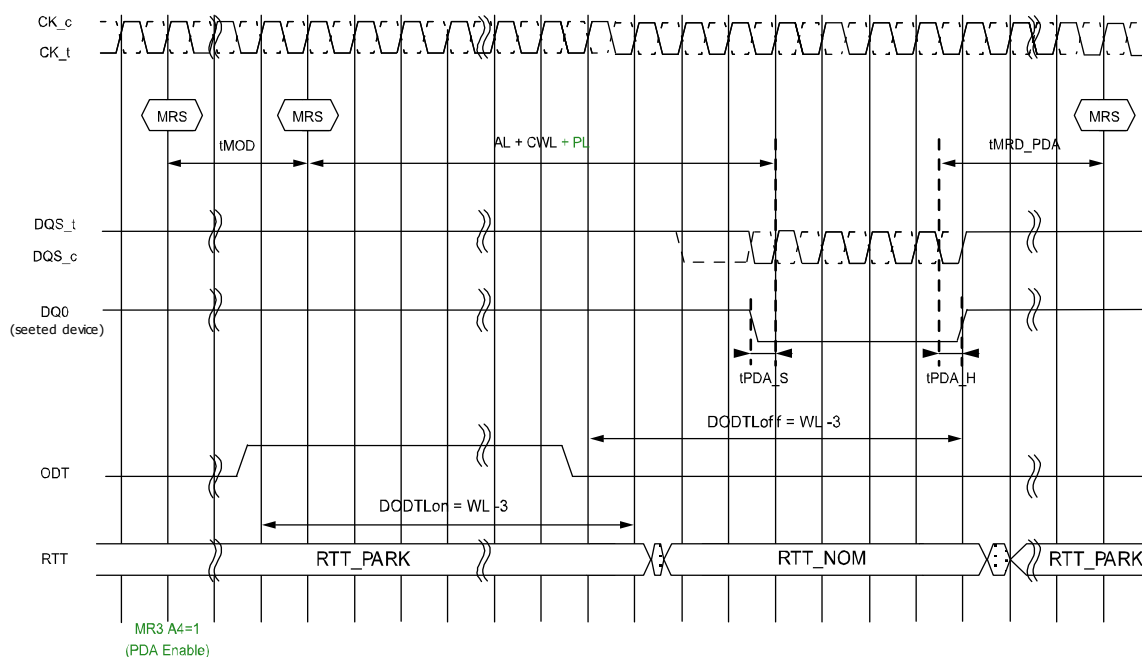 CK_c
CK_t
MRS MRS MRS
tMOD AL + CWL + PL tMRD_PDA
DQS_t
DQS_c
DQ0
(seeted device)
tPDA_S tPDA_H
DODTLoff = WL -3
ODT
DODTLon = WL -3
RTT RTT_PARK RTT_NOM RTT_PARK
MR3 A4=1
(PDA Enable)